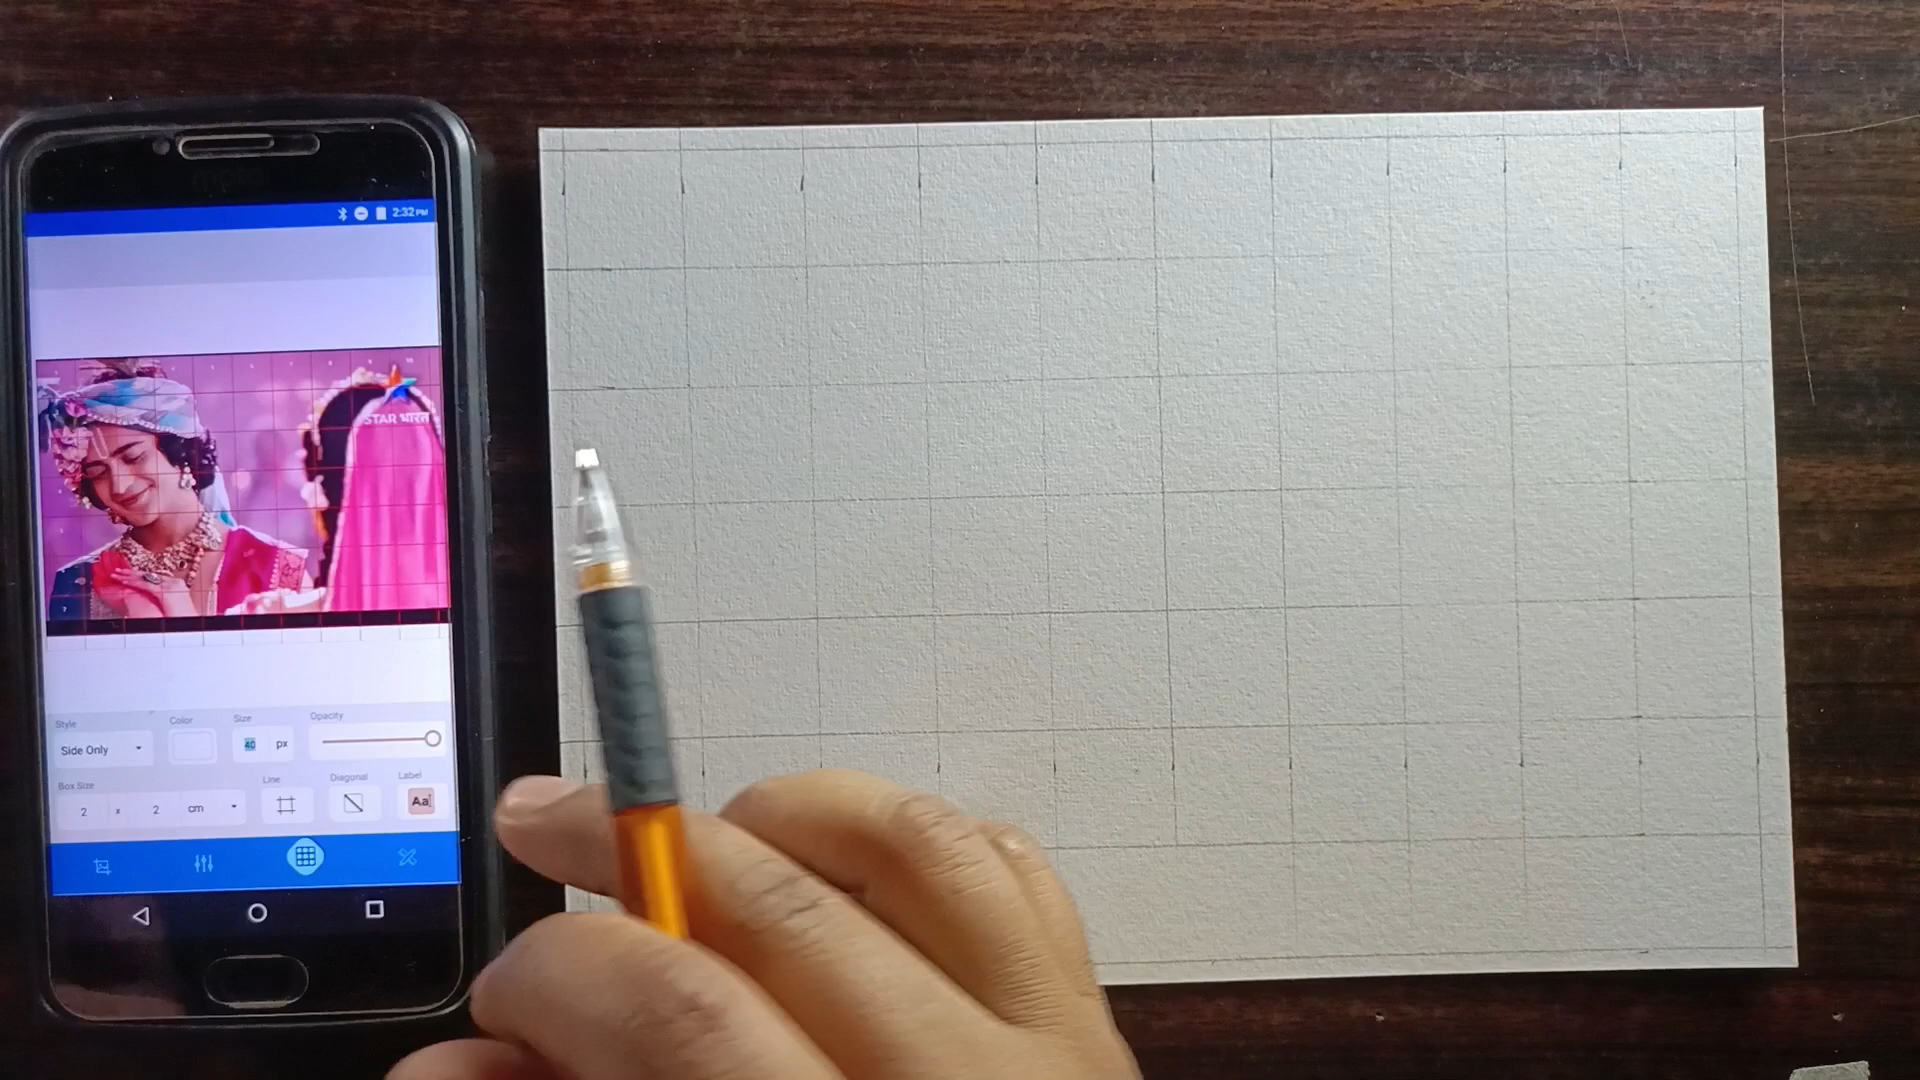 2:32 PM
STAR भारत
Style
Color
Size
Opacity
Side Only
40 px
Box Size
Line
Diagonal
Label
2 x 2 cm
Aa